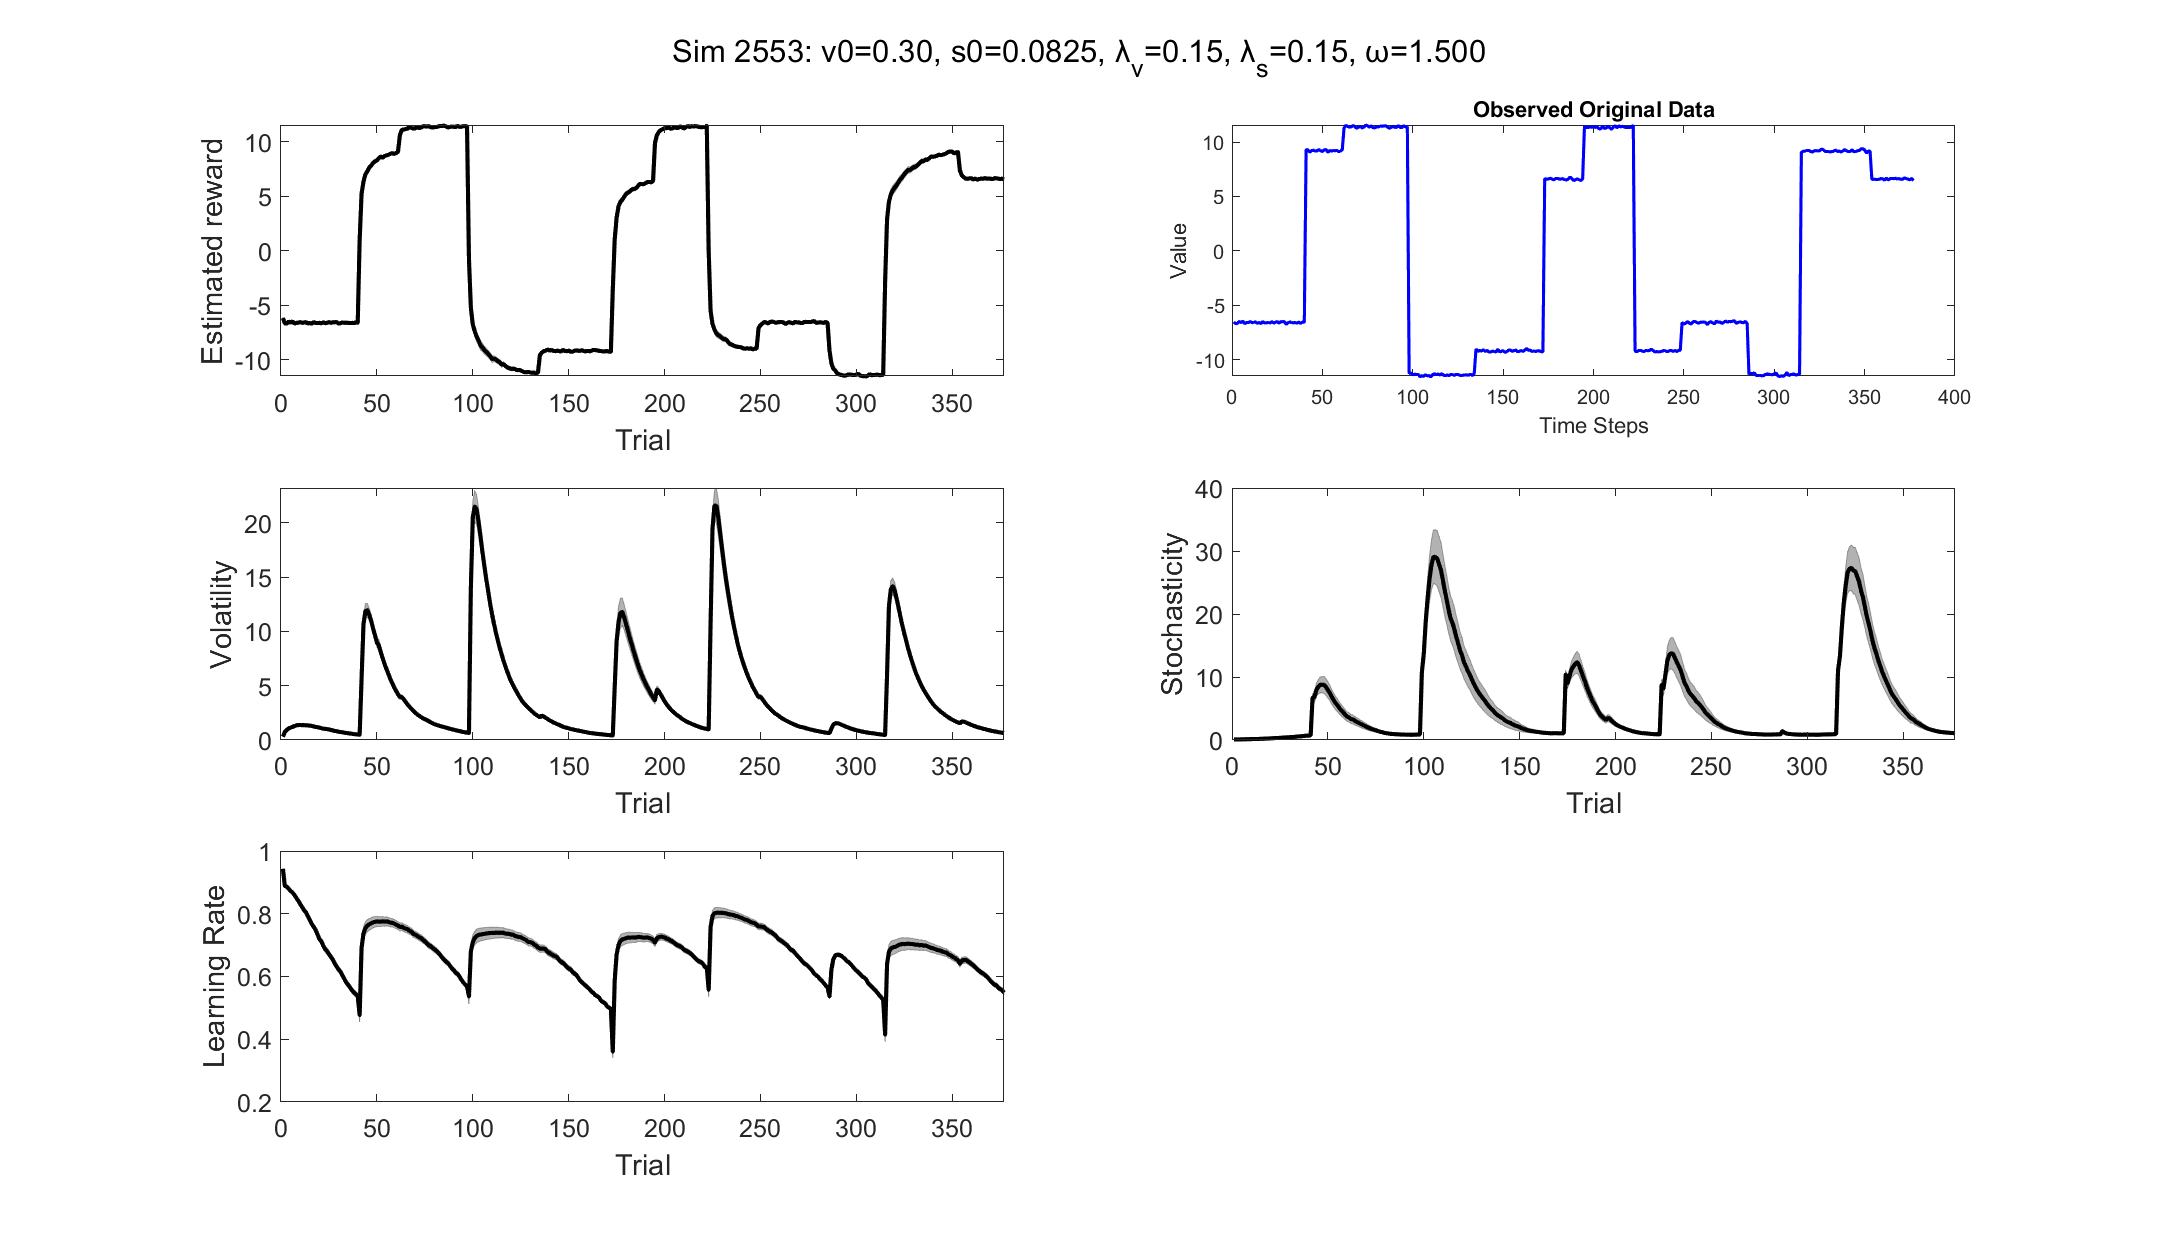 Sim 2553: v0=0.30, s0=0.0825, λv=0.15, λs=0.15, ω=1.500
Estimated reward
10
5
0
-5
-10
0 50 100 150 200 250 300 350
Trial
Observed Original Data
Value
10
5
0
-5
-10
0 50 100 150 200 250 300 350 400
Time Steps
Volatility
20
15
10
5
0
0 50 100 150 200 250 300 350
Trial
Stochasticity
40
30
20
10
0
0 50 100 150 200 250 300 350
Trial
Learning Rate
1
0.8
0.6
0.4
0.2
0 50 100 150 200 250 300 350
Trial